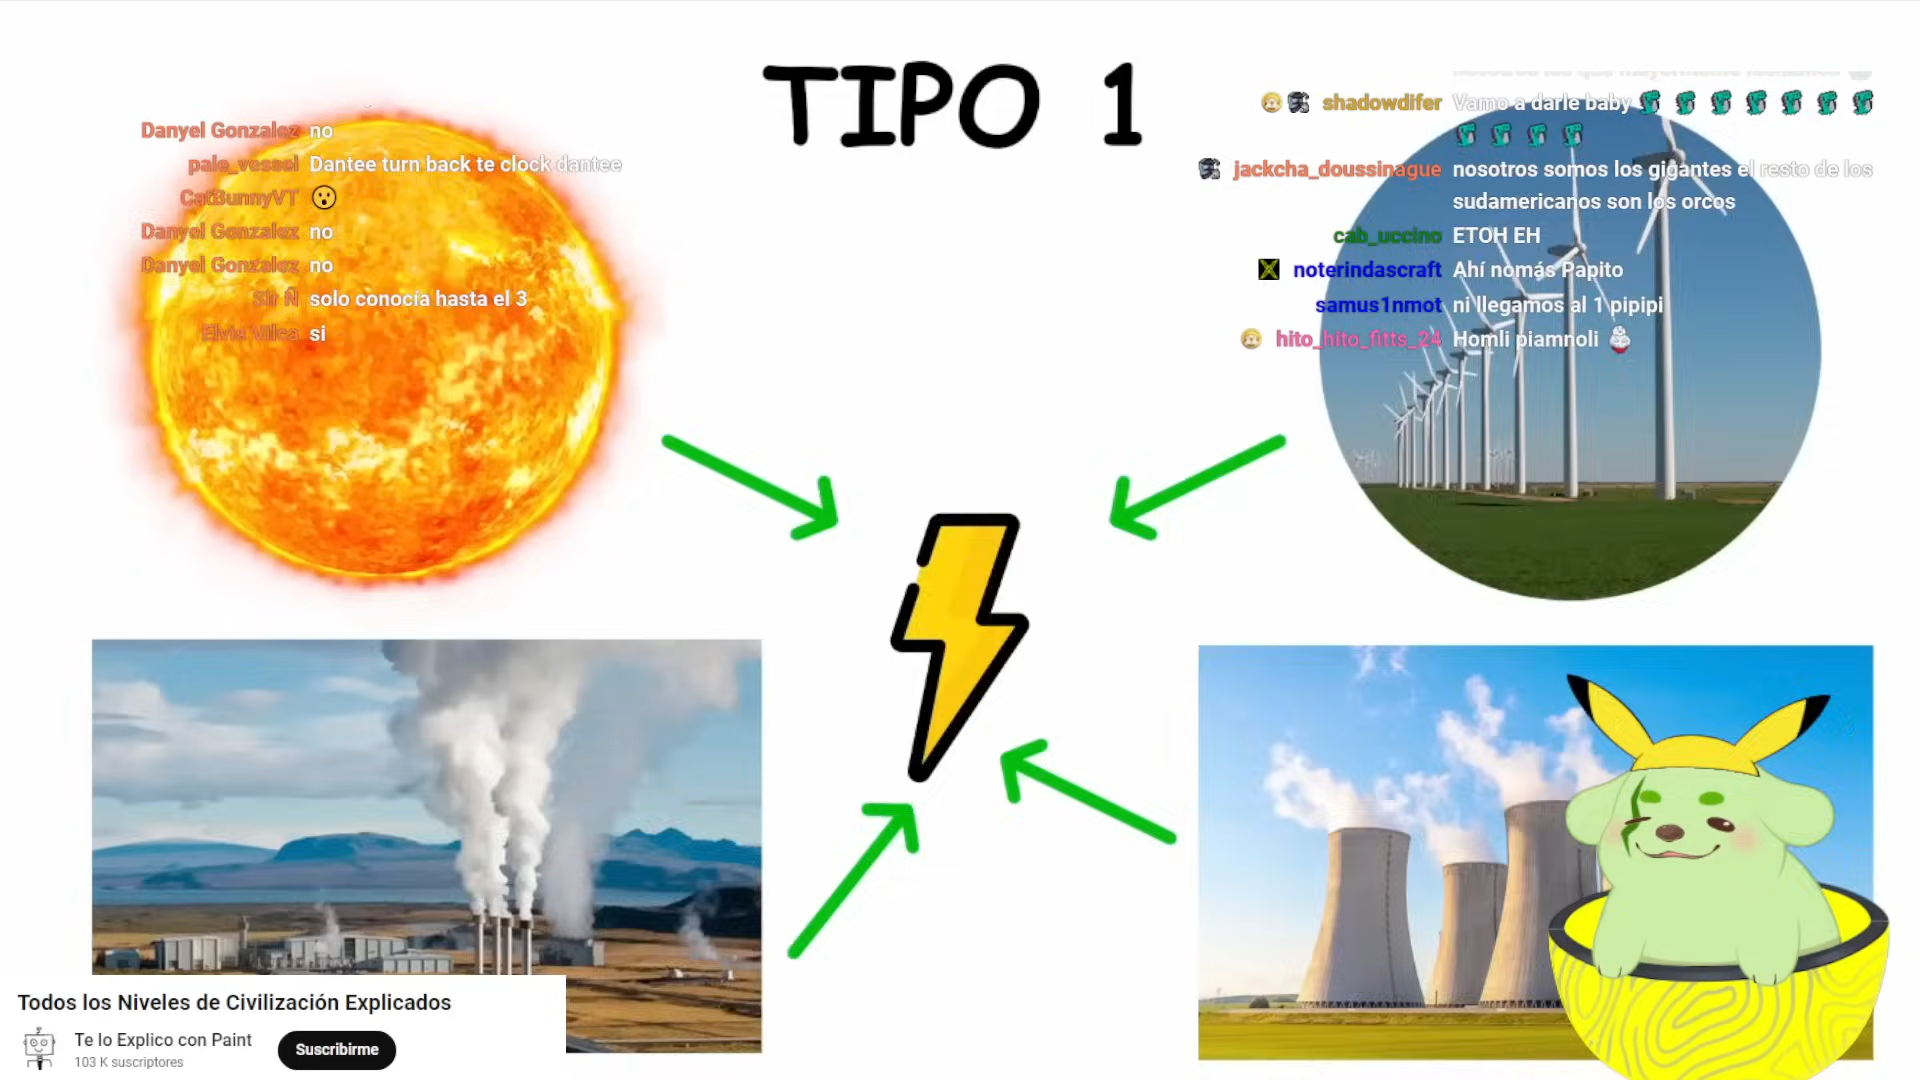 TIPO 1
Danyel Gonzalez no
pale_vessel Dantee turn back te clock dantee
CatBunnyVT
Danyel Gonzalez no
Danyel Gonzalez no
Sir Ñ solo conocía hasta el 3
Elvis Vilca si
shadowdifer Vamo a darle baby
jackcha_doussinague nosotros somos los gigantes el resto de los
sudamericanos son los orcos
cab_uccino ETOH EH
noterindascraft Ahí nomás Papito
samus1nmot ni llegamos al 1 pipipi
hito_hito_fitts_24 Homli piamnoli
Todos los Niveles de Civilización Explicados
Te lo Explico con Paint
103 K suscriptores
Suscribirme